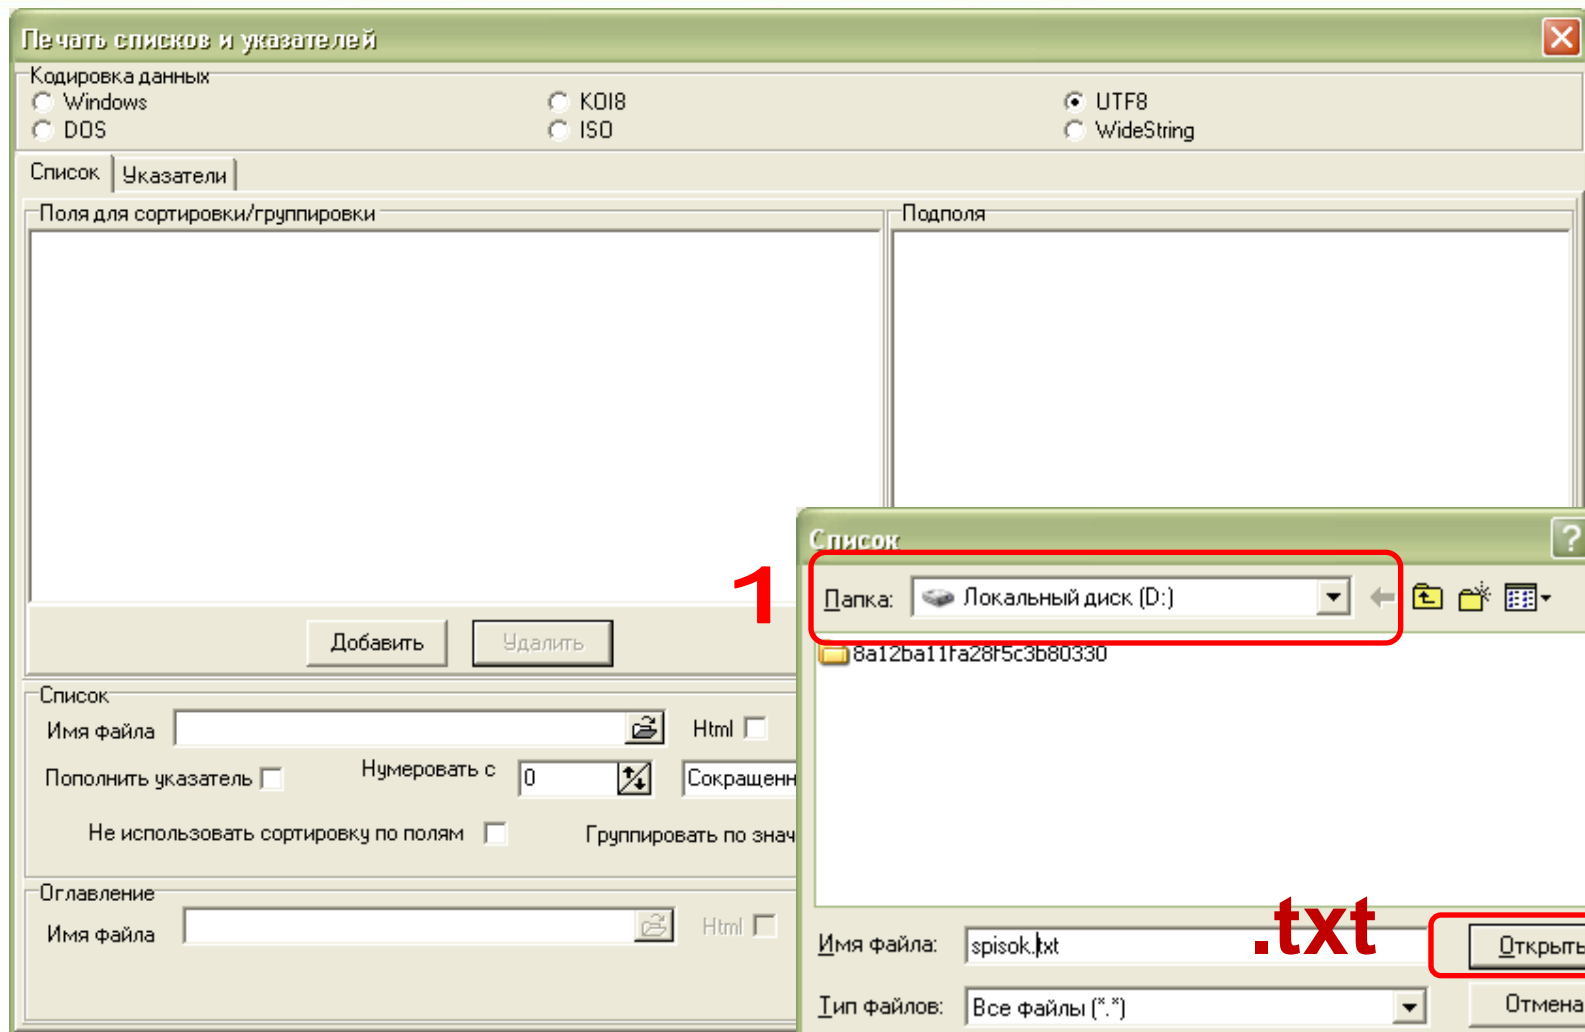 Печать списков и указателей
Кодировка данных
Windows KOI8 UTF8
DOS ISO WideString
Список Указатели
Поля для сортировки/группировки Подполя
Добавить Удалить
Список
Имя файла Html
Пополнить указатель Нумеровать с 0 Сокращенн
Не использовать сортировку по полям Группировать по знач
Оглавление
Имя файла Html
Список ?
1 Папка: Локальный диск (D:)
8a12ba11fa28f5c3b80330
.txt
Имя файла: spisok.txt Открыть
Тип файлов: Все файлы (*.*) Отмена